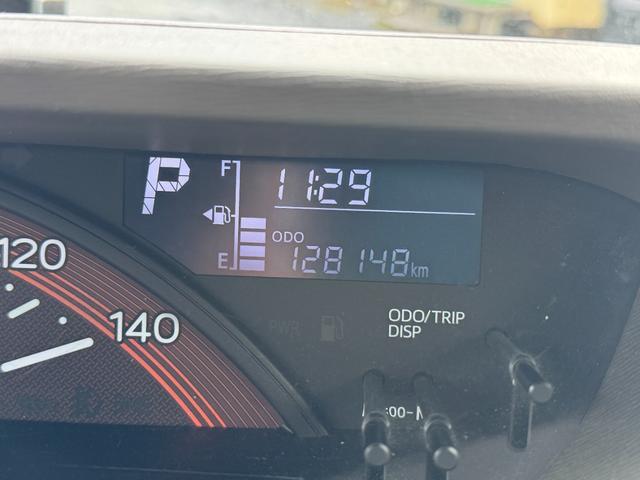 P
F
11:29
ODO
E
128148km
120
140
PWR
ODO/TRIP
DISP